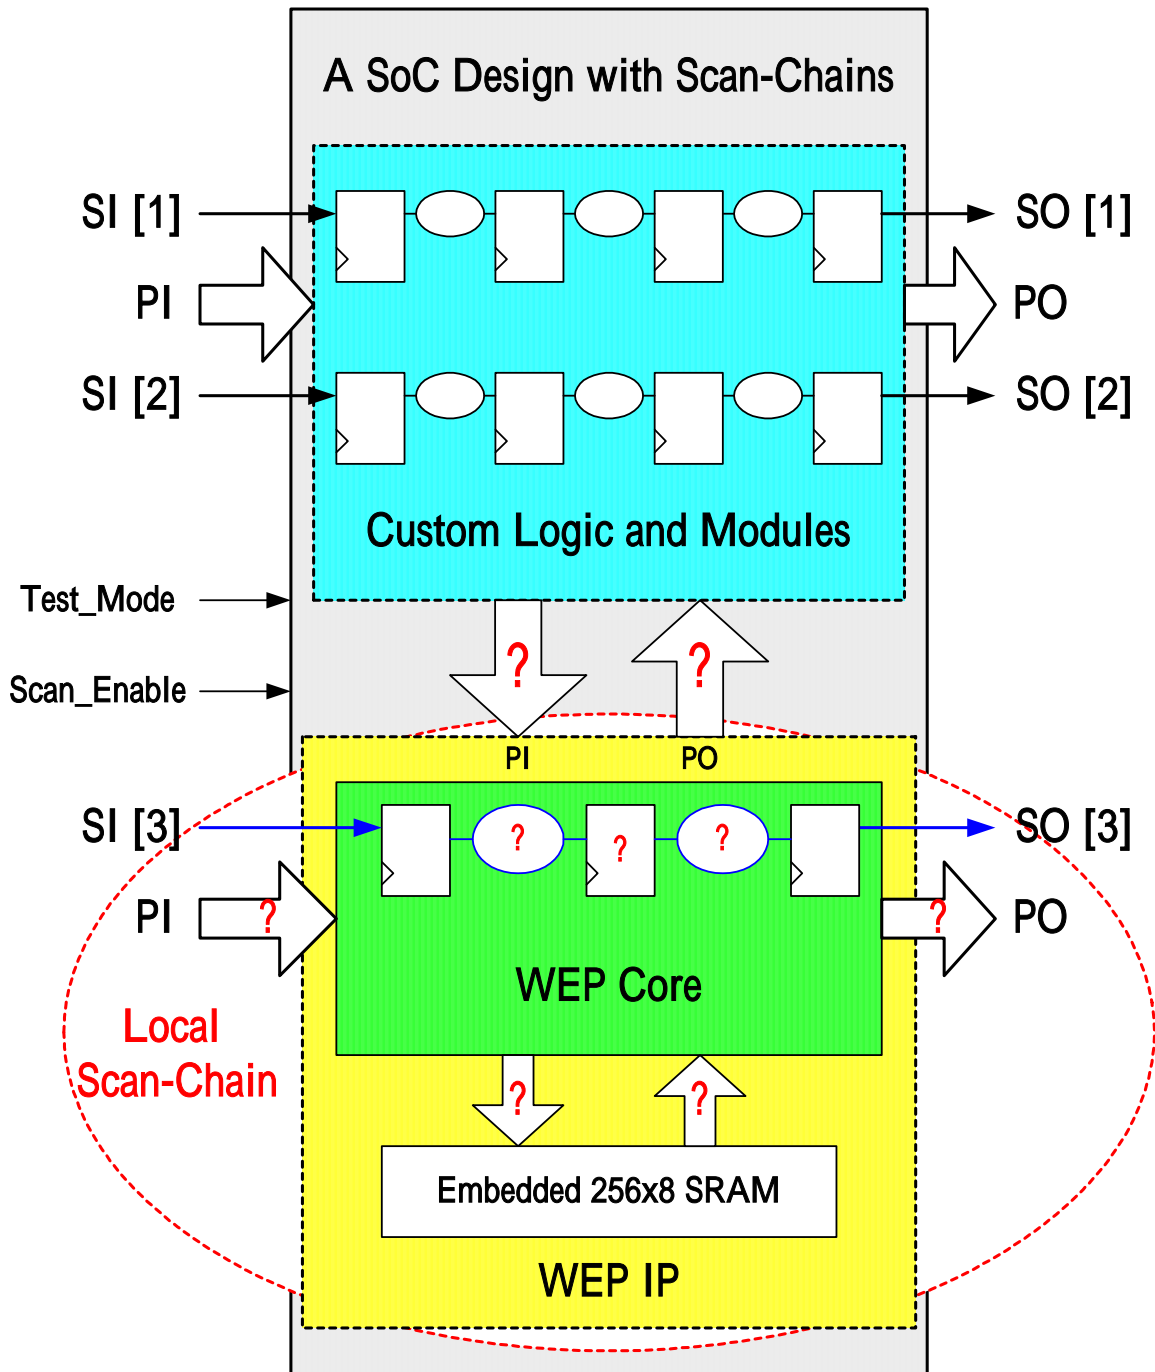 A SoC Design with Scan-Chains
SI [1]
SO [1]
PI
PO
SI [2]
SO [2]
Custom Logic and Modules
Test_Mode
? ?
Scan_Enable
PI PO
SI [3]
? ? ?
SO [3]
PI
?
?
PO
WEP Core
Local
Scan-Chain
? ?
Embedded 256x8 SRAM
WEP IP